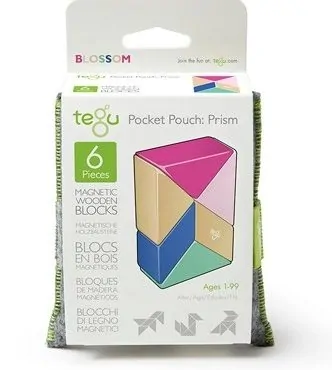 BLOSSOM
Join the fun at: tegu.com
tegu
Pocket Pouch: Prism
6
Pieces
MAGNETIC
WOODEN
BLOCKS
MAGNETISCHE
HOLZBAUSTEINE
BLOCS
EN BOIS
MAGNÉTIQUES
BLOQUES
DE MADERA
MAGNÉTICOS
BLOCCHI
DI LEGNO
MAGNETICI
tegu
Ages 1-99